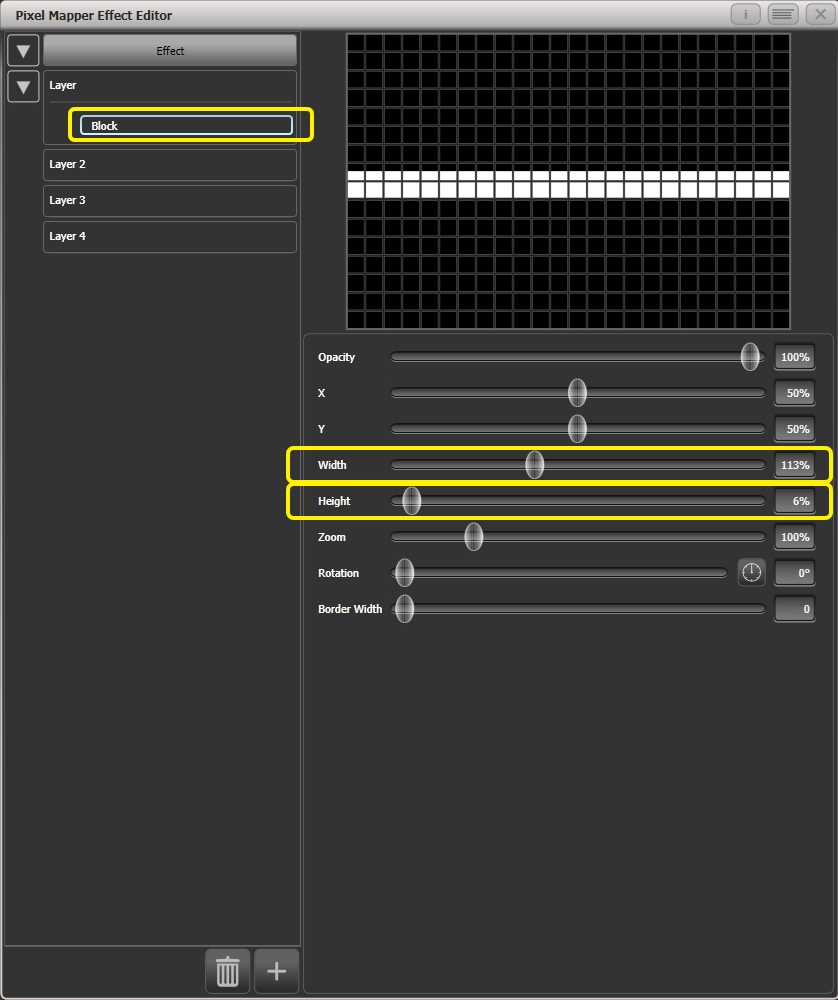 Pixel Mapper Effect Editor
i
Effect
Layer
Block
Layer 2
Layer 3
Layer 4
Opacity 100%
X 50%
Y 50%
Width 113%
Height 6%
Zoom 100%
Rotation 0°
Border Width 0